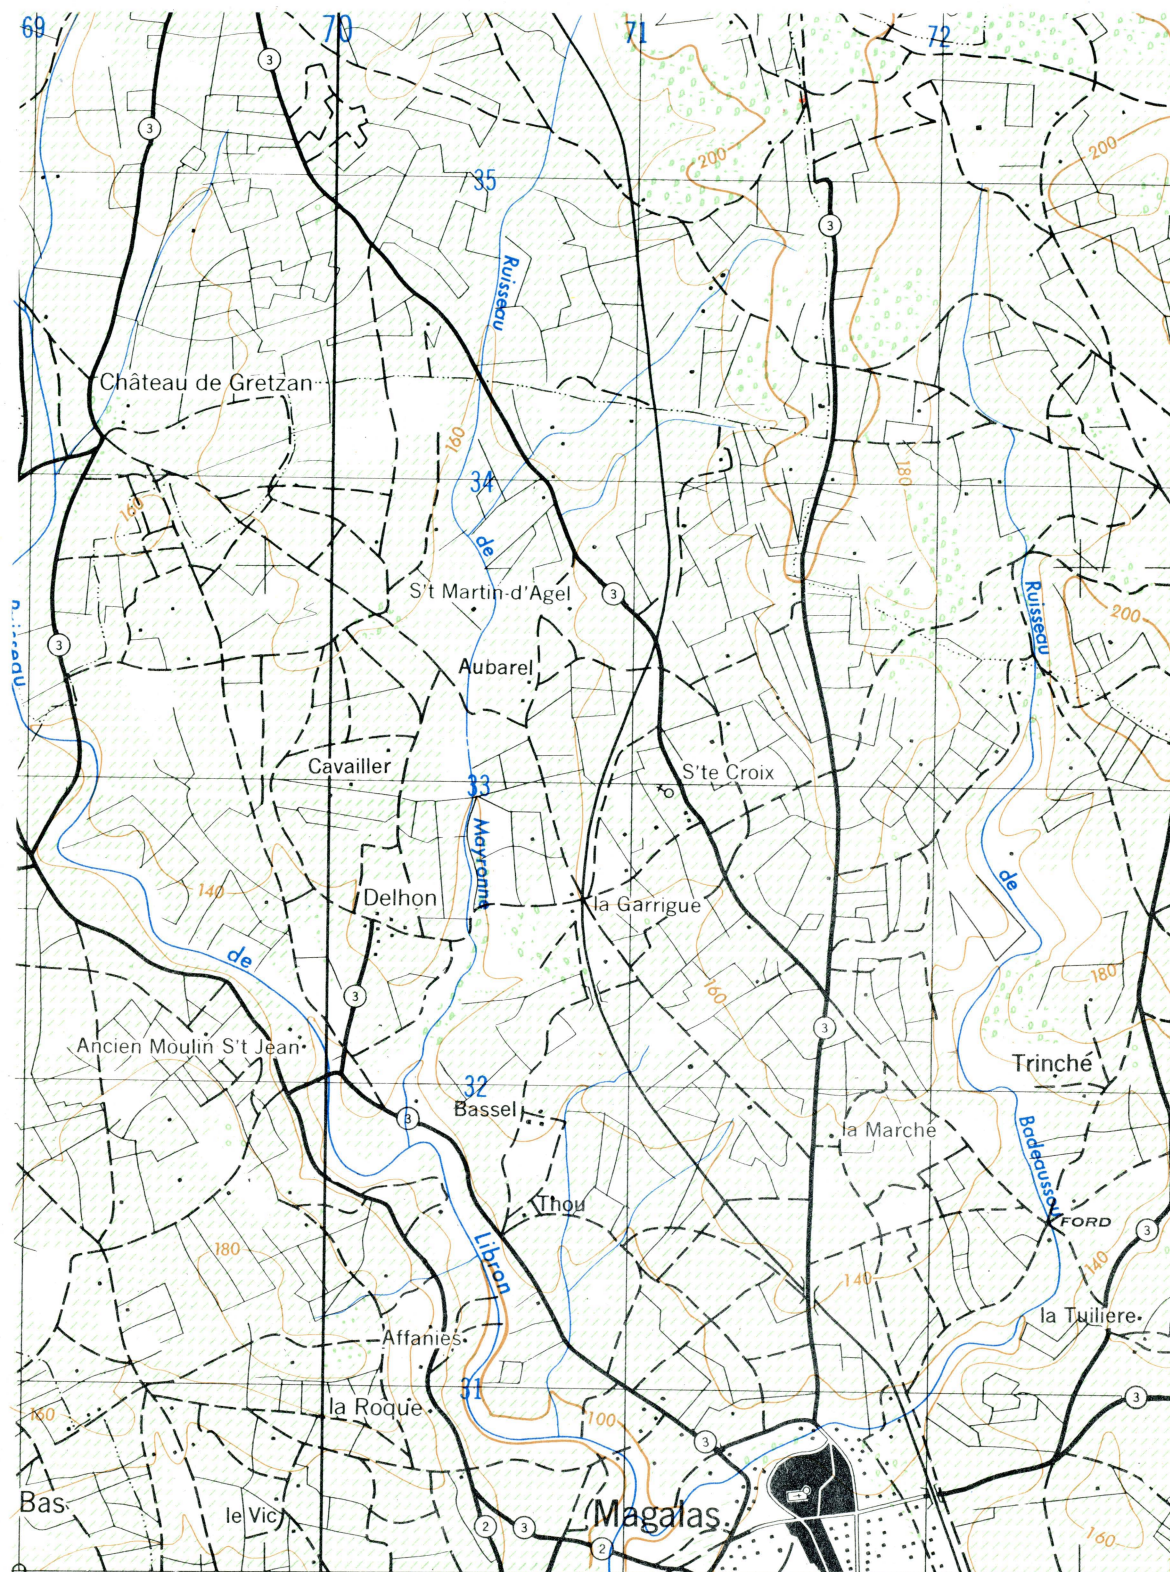 69
70
71
72
3
3
200
200
35
3
Ruisseau
Château de Gretzan
160
34
180
160
de
S't Martin-d'Agel
3
Ruisseau
200
3
Ruisseau
Aubarel
Cavailler
33
S'te Croix
Mayronne
140
Delhon
la Garrigue
de
de
180
3
160
3
Ancien Moulin S't Jean
Trinché
32
Bassel
3
la Marche
Badeaussou
Thou
FORD
3
180
Libron
140
140
la Tuiliere
Affanies
31
la Roque
3
160
100
3
Bas
le Vic
Magalas
2
3
2
160